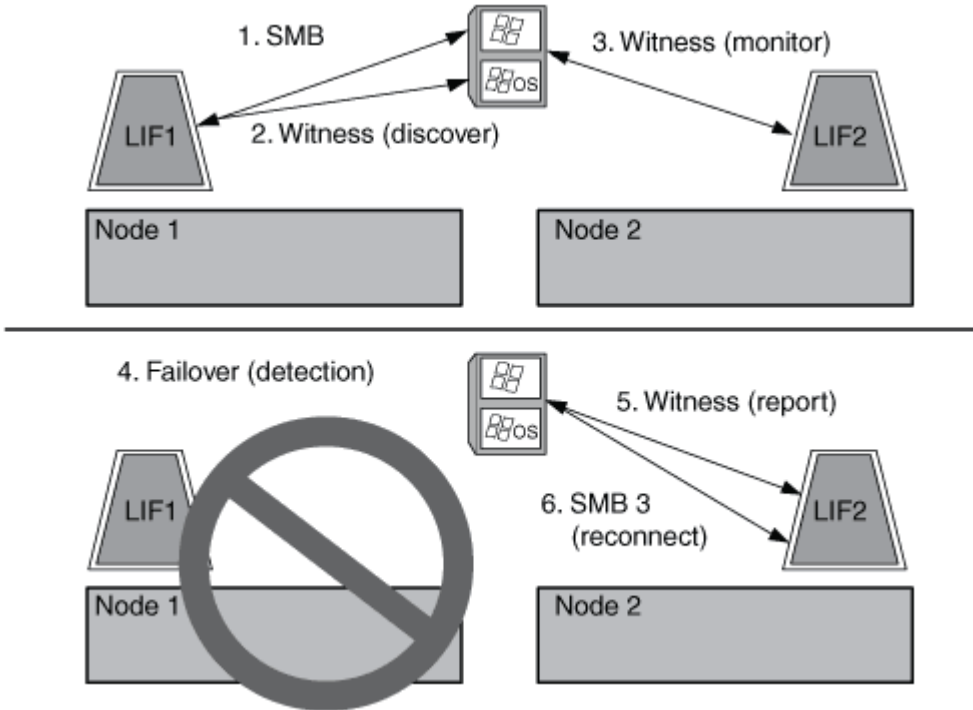 1. SMB
3. Witness (monitor)
OS
LIF1
2. Witness (discover)
LIF2
Node 1
Node 2
4. Failover (detection)
5. Witness (report)
OS
LIF1
6. SMB 3
(reconnect)
LIF2
Node 1
Node 2